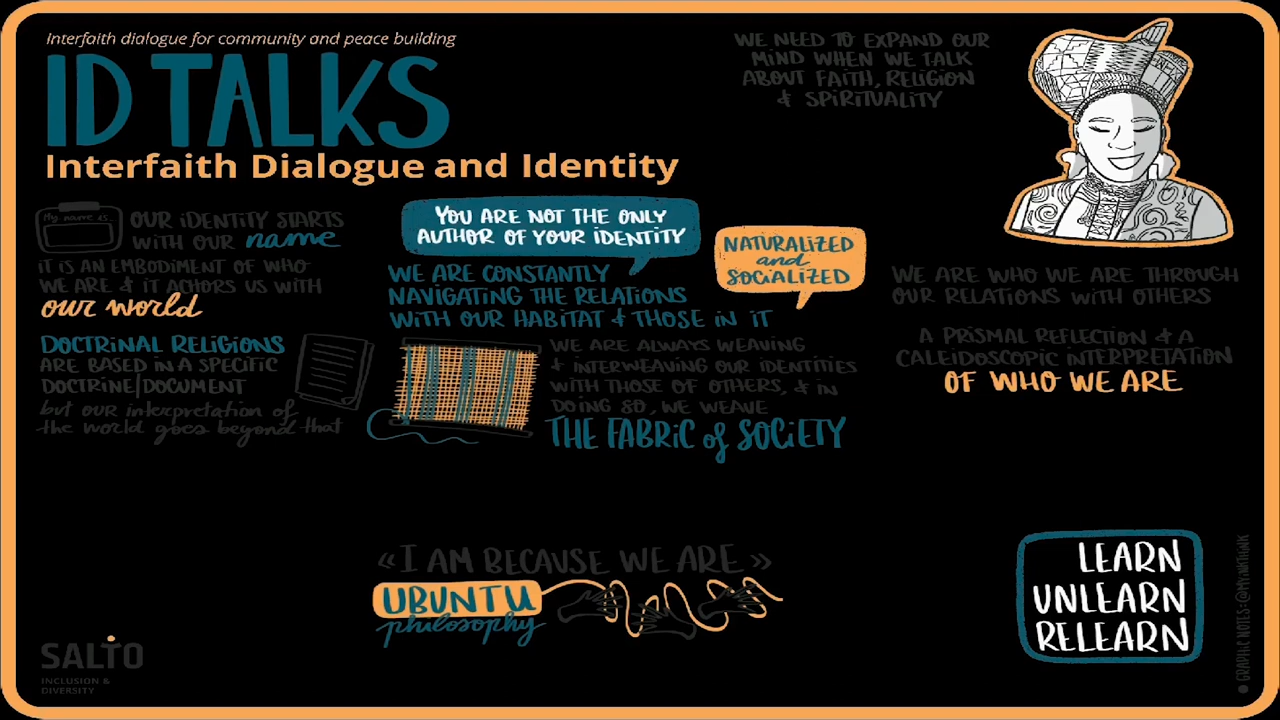 Interfaith dialogue for community and peace building
ID TALKS
Interfaith Dialogue and Identity
WE NEED TO EXPAND OUR
MIND WHEN WE TALK
ABOUT FAITH, RELIGION
& SPIRITUALITY
My name is
OUR IDENTITY STARTS
WITH OUR name
IT IS AN EMBODIMENT OF WHO
WE ARE & IT ACHORS US WITH
our world
DOCTRINAL RELIGIONS
ARE BASED IN A SPECIFIC
DOCTRINE/DOCUMENT
but our interpretation of
the world goes beyond that
YOU ARE NOT THE ONLY
AUTHOR OF YOUR IDENTITY
NATURALIZED
and
SOCIALIZED
WE ARE CONSTANTLY
NAVIGATING THE RELATIONS
WITH OUR HABITAT & THOSE IN IT
WE ARE ALWAYS WEAVING
& INTERWEAVING OUR IDENTITIES
WITH THOSE OF OTHERS, & IN
DOING SO, WE WEAVE
THE FABRIC of SOCIETY
WE ARE WHO WE ARE THROUGH
OUR RELATIONS WITH OTHERS
A PRISMAL REFLECTION & A
CALEIDOSCOPIC INTERPRETATION
OF WHO WE ARE
«I AM BECAUSE WE ARE»
UBUNTU
philosophy
LEARN
UNLEARN
RELEARN
SALTO
INCLUSION &
DIVERSITY
GRAPHIC NOTES: @MYINKTHINK